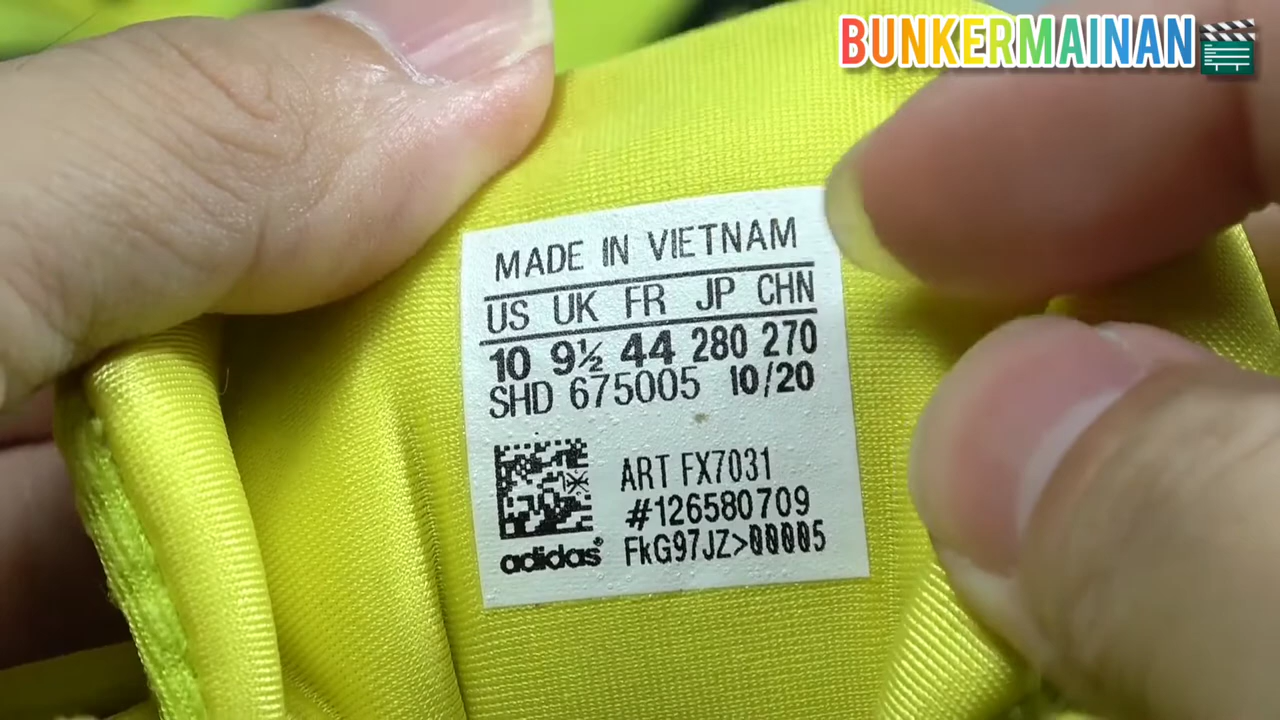 BUNKERMAINAN
MADE IN VIETNAM
US UK FR JP CHN
10 9½ 44 280 270
SHD 675005 10/20
ART FX7031
#126580709
FkG97JZ>00005
adidas®